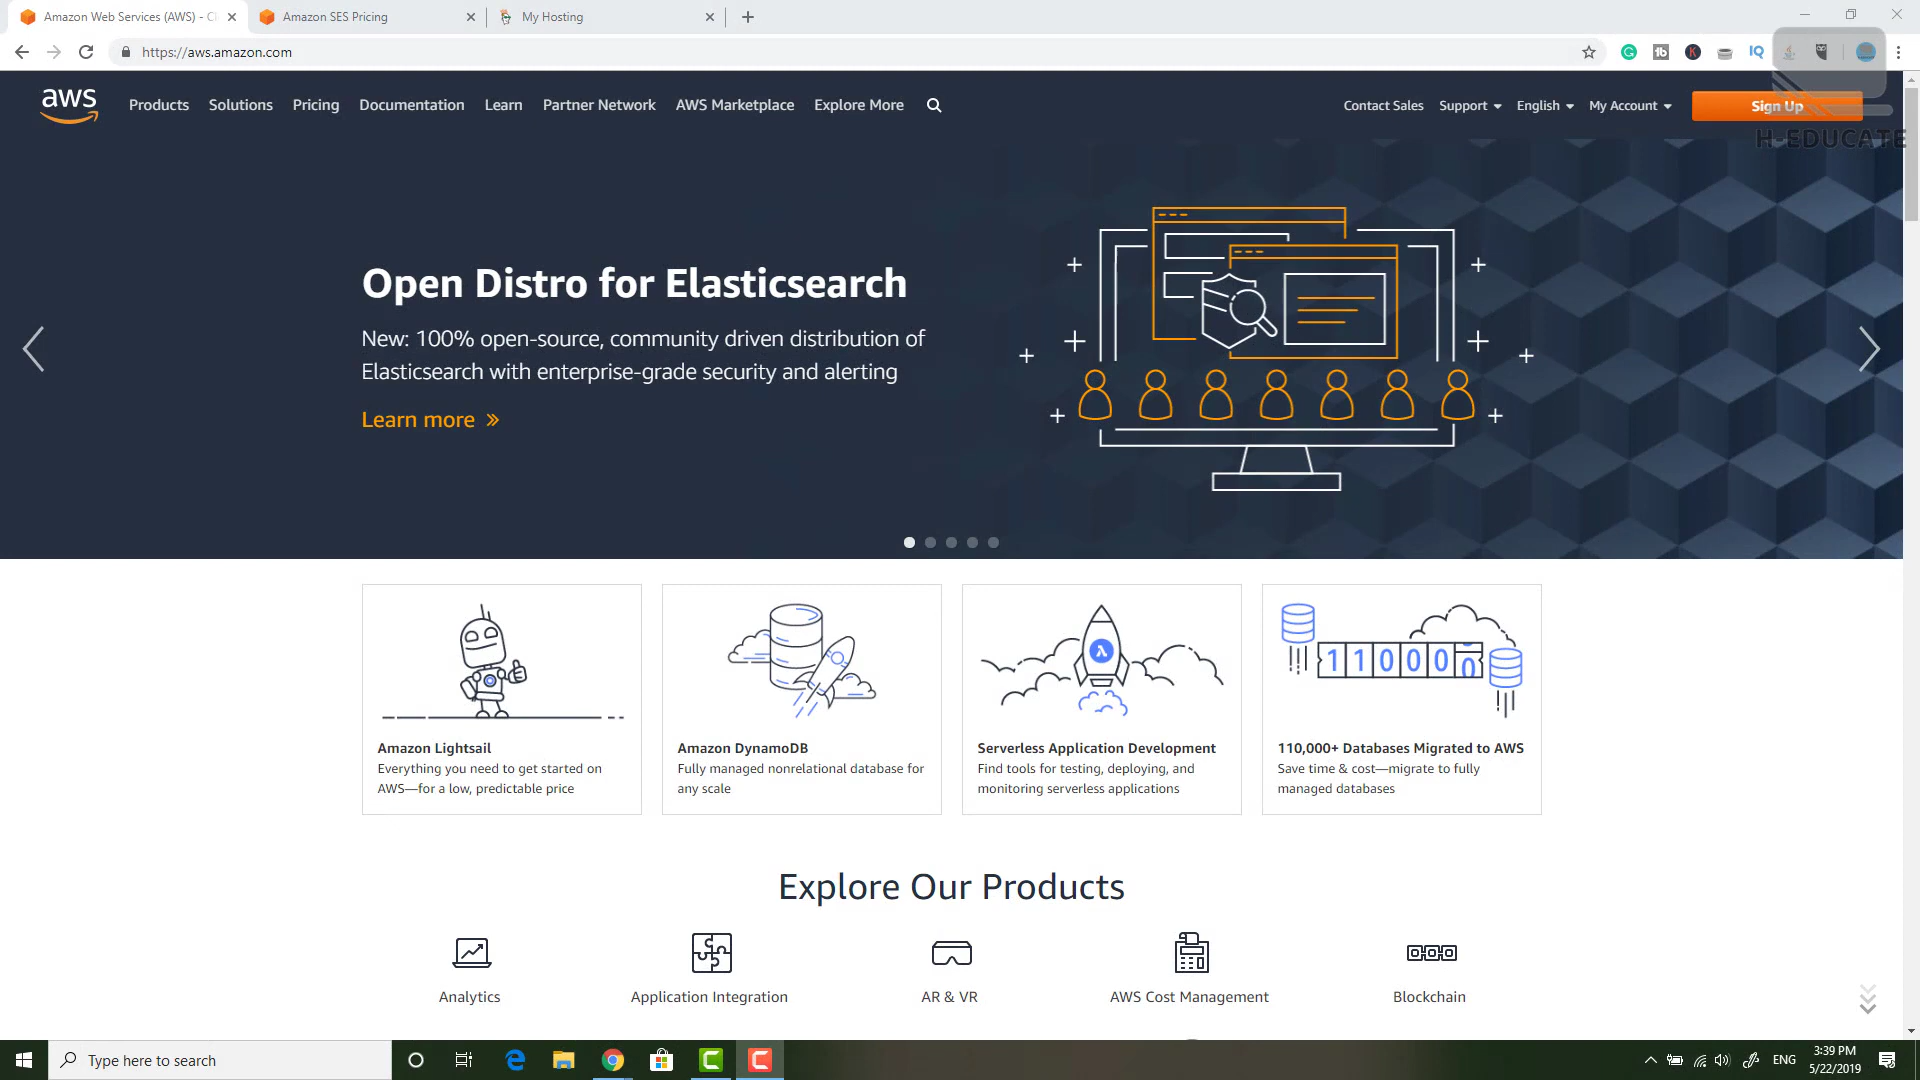 Amazon Web Services (AWS) - Cl
Amazon SES Pricing
My Hosting
https://aws.amazon.com
aws
Products
Solutions
Pricing
Documentation
Learn
Partner Network
AWS Marketplace
Explore More
Contact Sales
Support
English
My Account
Sign Up
H-EDUCATE
Open Distro for Elasticsearch
New: 100% open-source, community driven distribution of
Elasticsearch with enterprise-grade security and alerting
Learn more »
110000
Amazon Lightsail
Everything you need to get started on
AWS—for a low, predictable price
Amazon DynamoDB
Fully managed nonrelational database for
any scale
Serverless Application Development
Find tools for testing, deploying, and
monitoring serverless applications
110,000+ Databases Migrated to AWS
Save time & cost—migrate to fully
managed databases
Explore Our Products
Analytics
Application Integration
AR & VR
AWS Cost Management
Blockchain
Type here to search
ENG
3:39 PM
5/22/2019